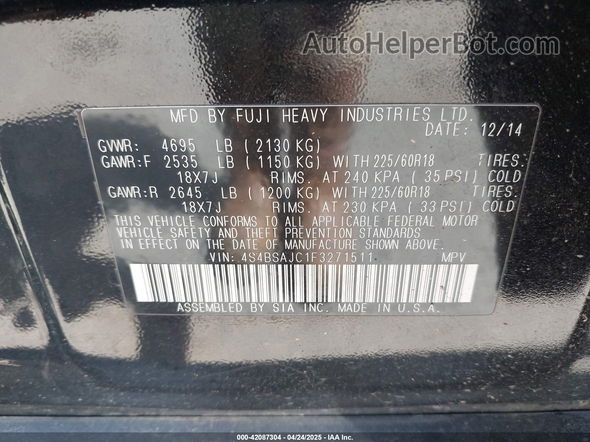 AutoHelperBot.com
MFD BY FUJI HEAVY INDUSTRIES LTD.
DATE: 12/14
GVWR: 4695 LB (2130 KG)
GAWR:F 2535 LB (1150 KG) WITH 225/60R18 TIRES.
18X7J RIMS. AT 240 KPA (35 PSI) COLD
GAWR:R 2645 LB (1200 KG) WITH 225/60R18 TIRES.
18X7J RIMS. AT 230 KPA (33 PSI) COLD
THIS VEHICLE CONFORMS TO ALL APPLICABLE FEDERAL MOTOR
VEHICLE SAFETY AND THEFT PREVENTION STANDARDS
IN EFFECT ON THE DATE OF MANUFACTURE SHOWN ABOVE.
VIN: 4S4BSAJC1F3271511 MPV
ASSEMBLED BY SIA INC. MADE IN U.S.A.
000-42087304 - 04/24/2025 - IAA Inc.